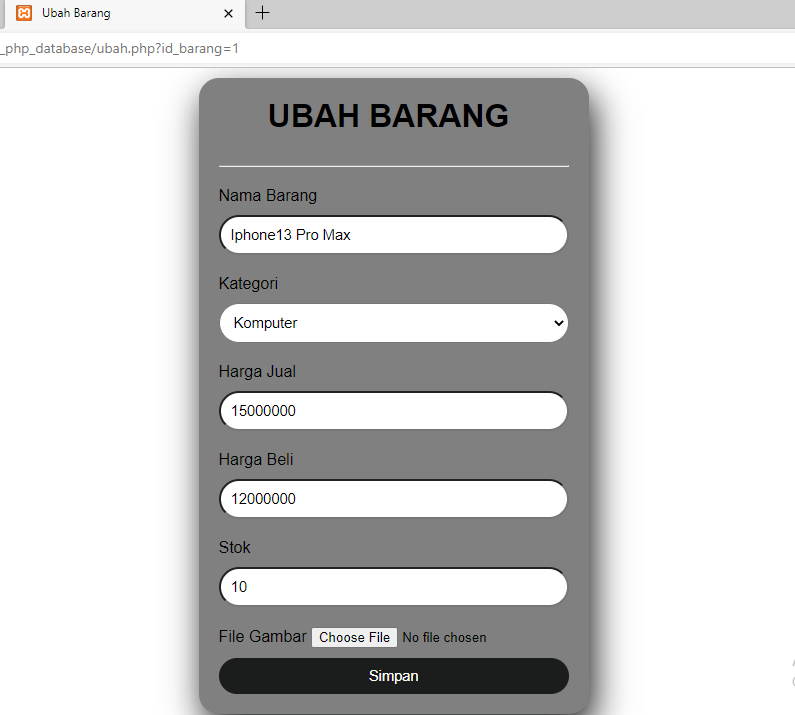 Ubah Barang
_php_database/ubah.php?id_barang=1
UBAH BARANG
Nama Barang
Iphone13 Pro Max
Kategori
Komputer
Harga Jual
15000000
Harga Beli
12000000
Stok
10
File Gambar Choose File No file chosen
Simpan